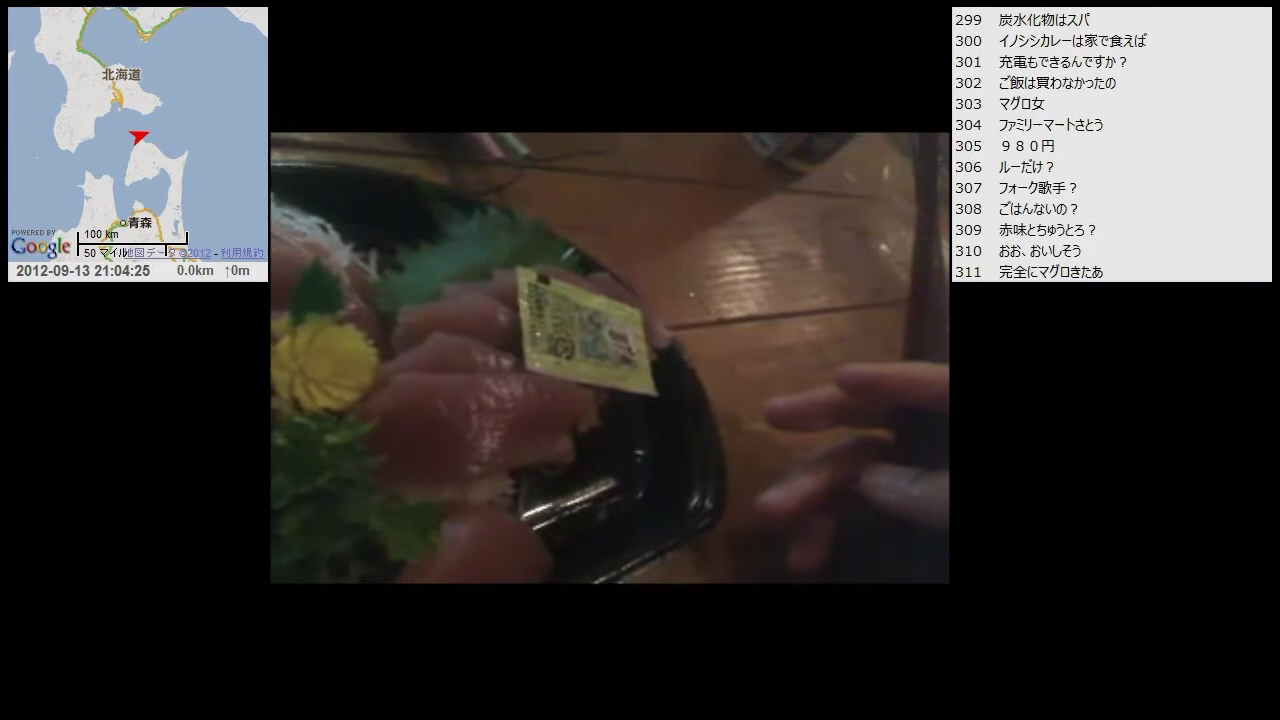 北海道
青森
POWERED BY
Google
100 km
50 マイル
地図データ ©2012 - 利用規約
2012-09-13 21:04:25 0.0km ↑0m
299 炭水化物はスパ
300 イノシシカレーは家で食えば
301 充電もできるんですか？
302 ご飯は買わなかったの
303 マグロ女
304 ファミリーマートさとう
305 ９８０円
306 ルーだけ？
307 フォーク歌手？
308 ごはんないの？
309 赤味とちゅうとろ？
310 おお、おいしそう
311 完全にマグロきたあ